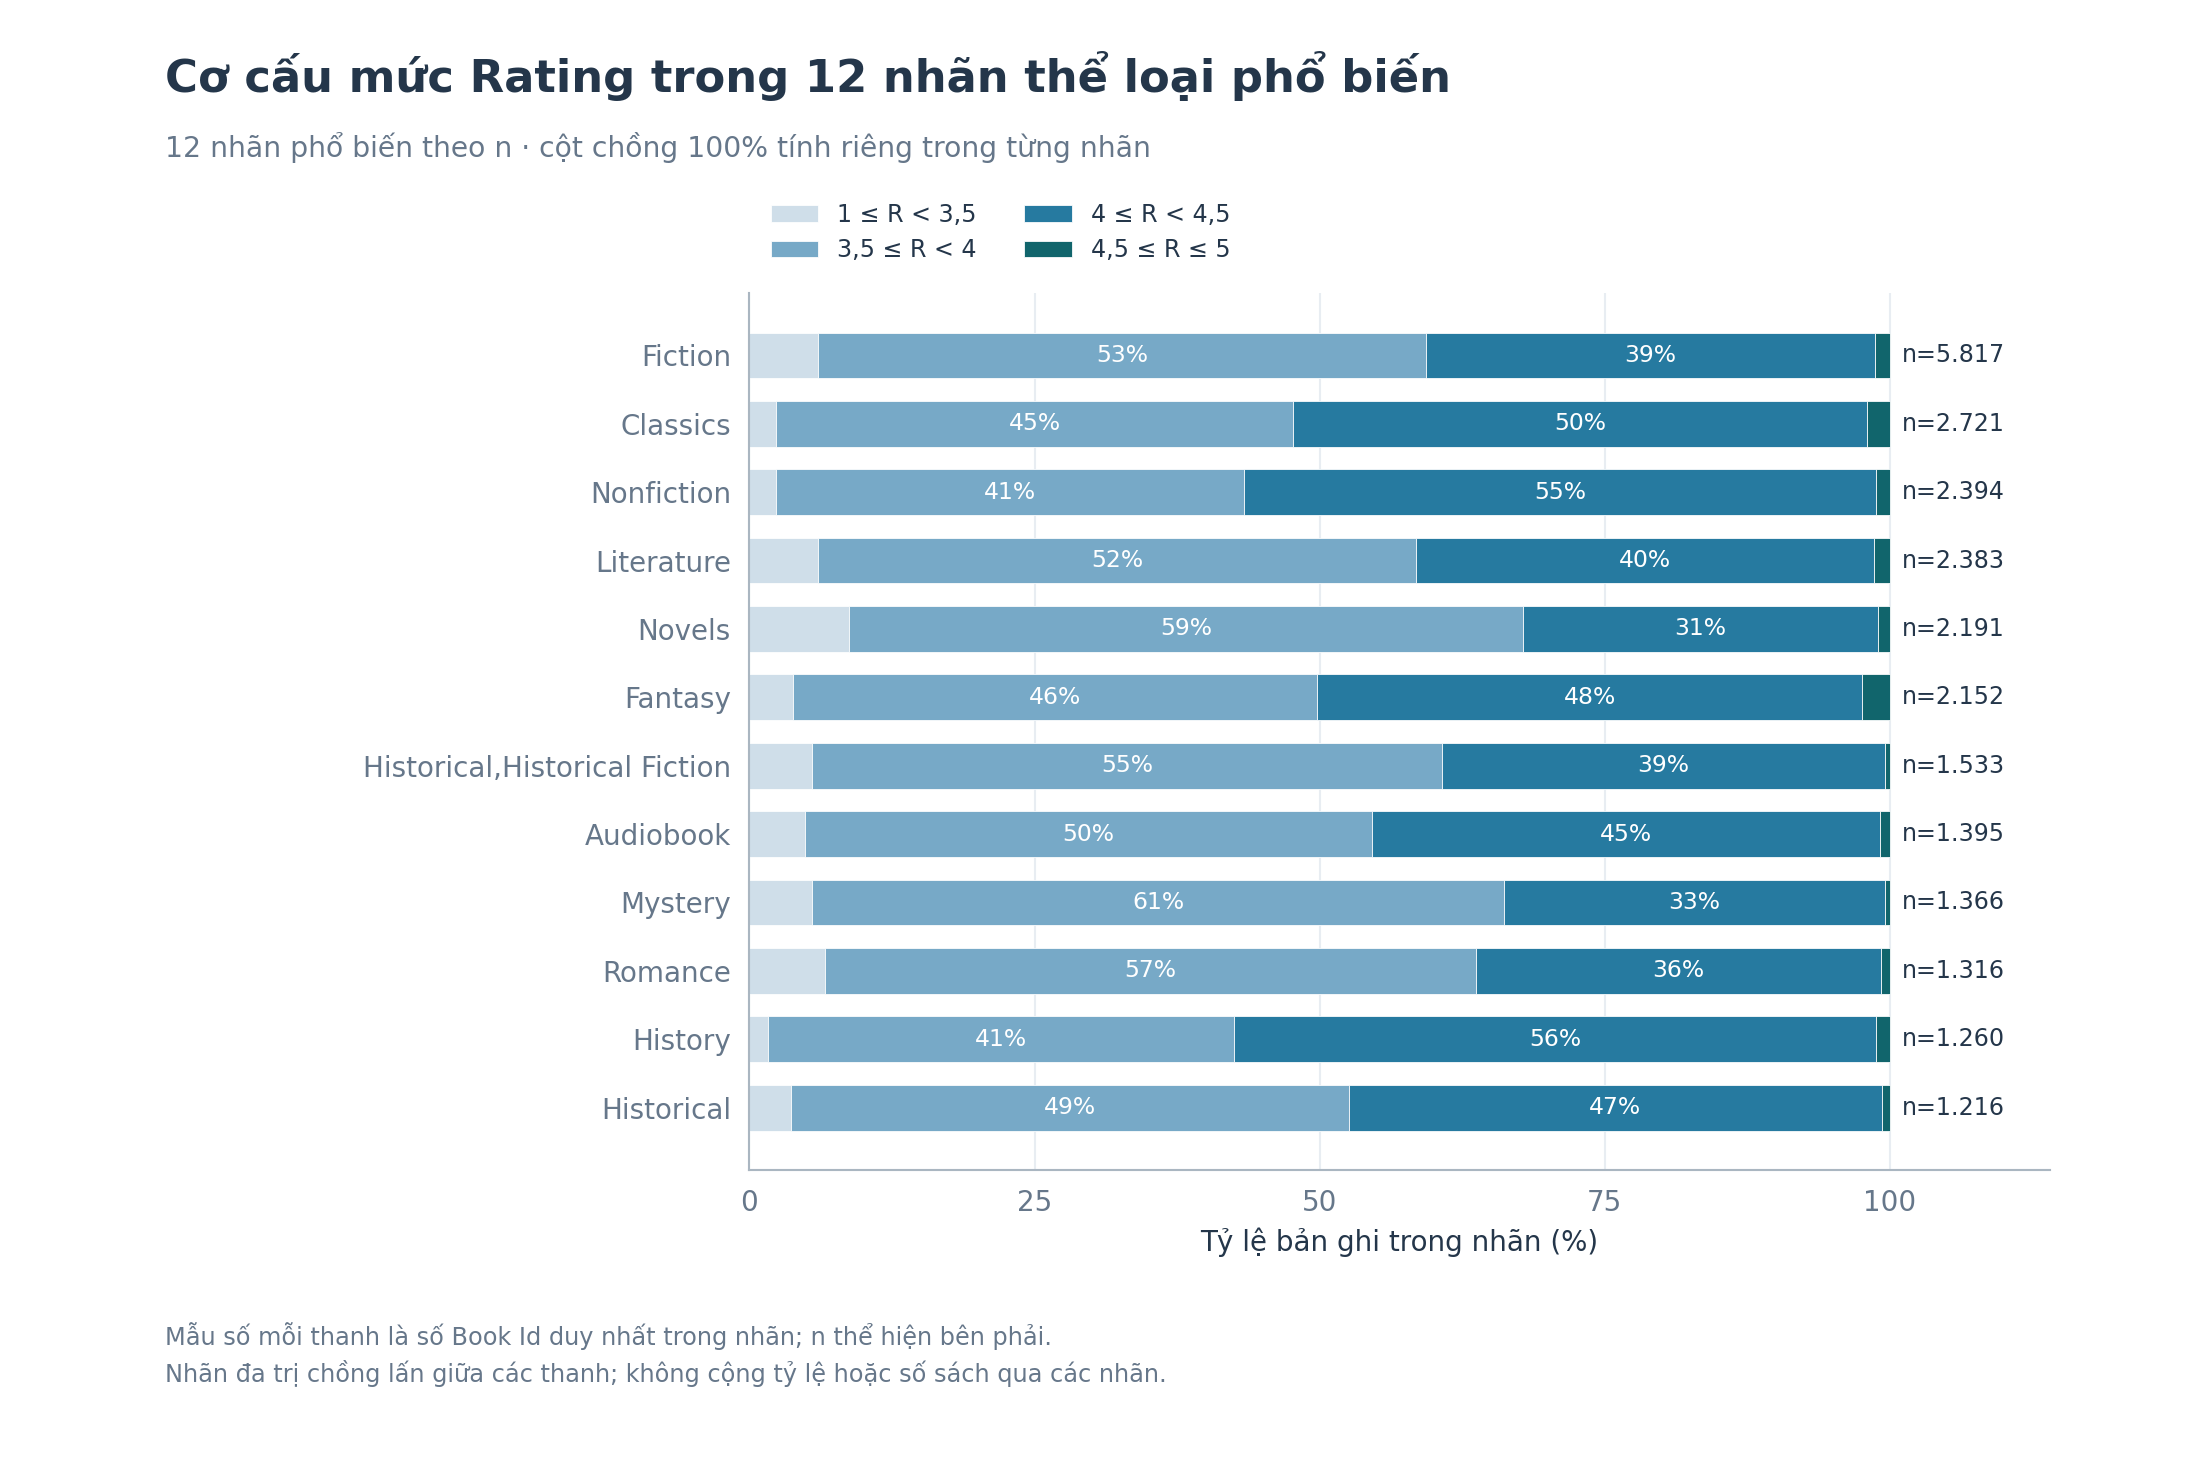 Cơ cấu mức Rating trong 12 nhãn thể loại phổ biến
12 nhãn phổ biến theo n · cột chồng 100% tính riêng trong từng nhãn
1 ≤ R < 3,5
4 ≤ R < 4,5
3,5 ≤ R < 4
4,5 ≤ R ≤ 5
Fiction 53% 39% n=5.817
Classics 45% 50% n=2.721
Nonfiction 41% 55% n=2.394
Literature 52% 40% n=2.383
Novels 59% 31% n=2.191
Fantasy 46% 48% n=2.152
Historical,Historical Fiction 55% 39% n=1.533
Audiobook 50% 45% n=1.395
Mystery 61% 33% n=1.366
Romance 57% 36% n=1.316
History 41% 56% n=1.260
Historical 49% 47% n=1.216
0 25 50 75 100
Tỷ lệ bản ghi trong nhãn (%)
Mẫu số mỗi thanh là số Book Id duy nhất trong nhãn; n thể hiện bên phải.
Nhãn đa trị chồng lấn giữa các thanh; không cộng tỷ lệ hoặc số sách qua các nhãn.